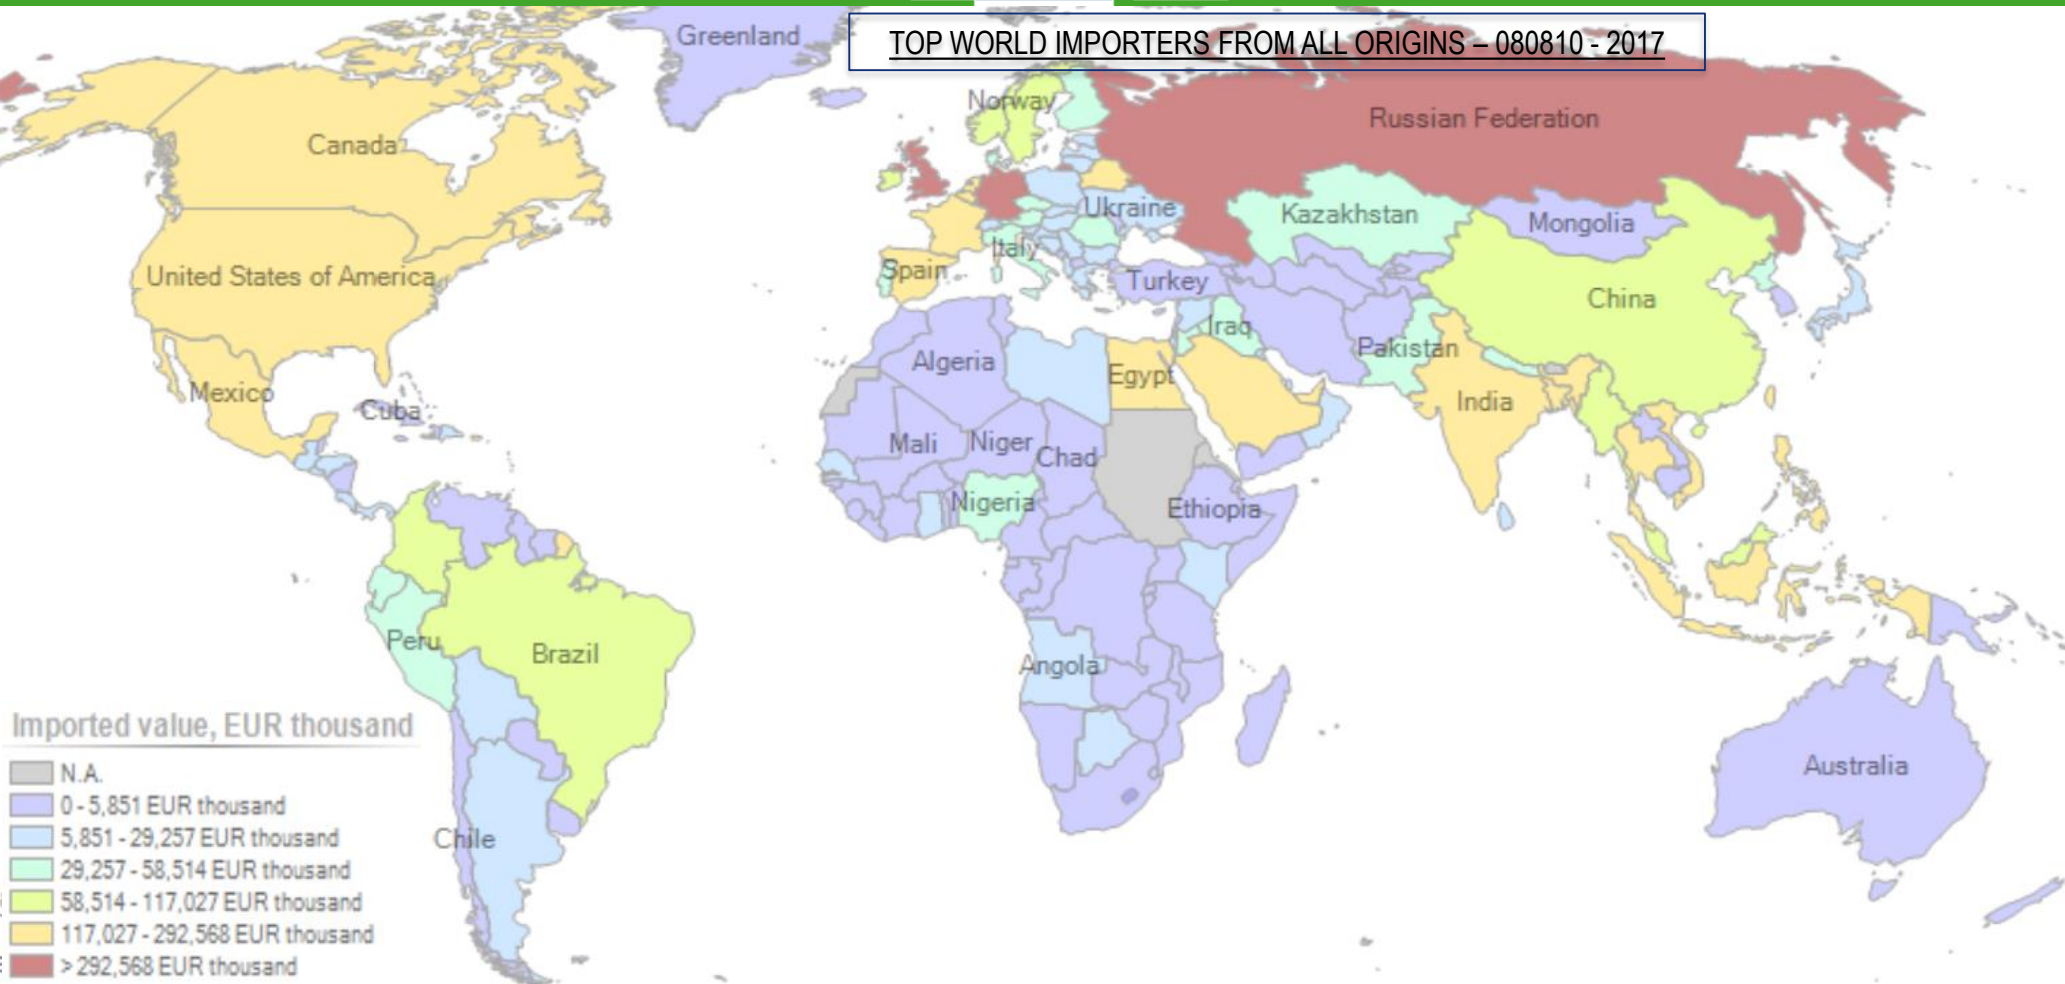 TOP WORLD IMPORTERS FROM ALL ORIGINS – 080810 - 2017
Greenland
Norway
Russian Federation
Canada
Ukraine
Kazakhstan
Mongolia
Italy
Spain
Turkey
United States of America
China
Iraq
Pakistan
Algeria
Egypt
Mexico
Cuba
India
Mali
Niger
Chad
Nigeria
Ethiopia
Peru
Brazil
Angola
Australia
Chile
Imported value, EUR thousand
N.A.
0 - 5,851 EUR thousand
5,851 - 29,257 EUR thousand
29,257 - 58,514 EUR thousand
58,514 - 117,027 EUR thousand
117,027 - 292,568 EUR thousand
> 292,568 EUR thousand